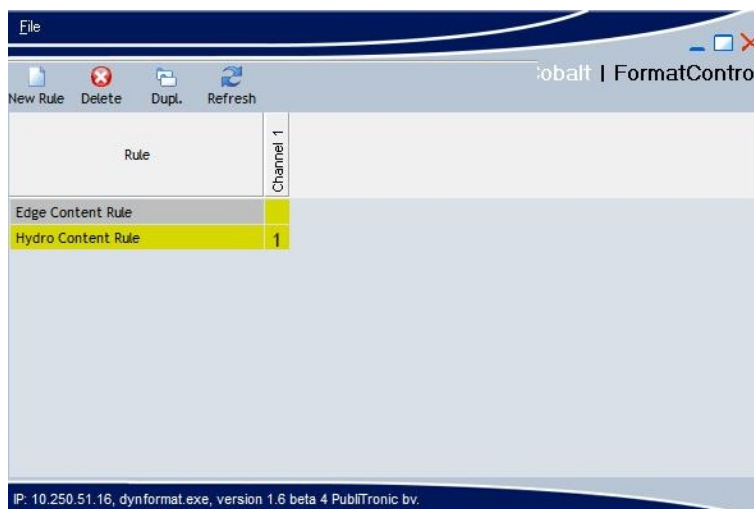 File
Cobalt | FormatContro
New Rule Delete Dupl. Refresh
Rule
Channel 1
Edge Content Rule
Hydro Content Rule 1
IP: 10.250.51.16, dynformat.exe, version 1.6 beta 4 PubliTronic bv.